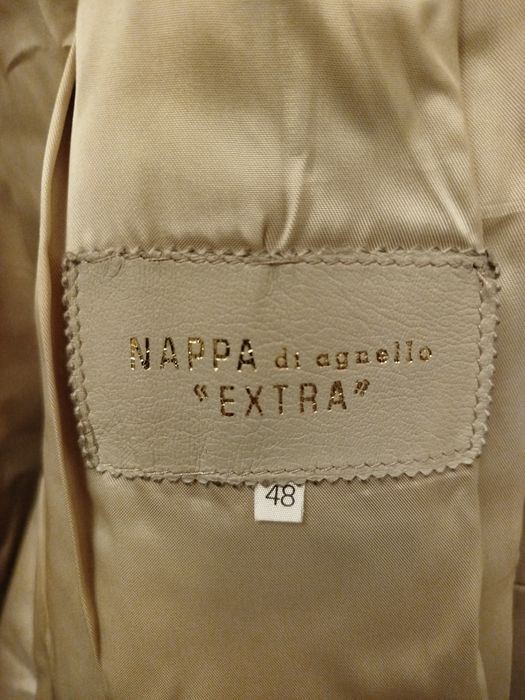 NAPPA di agnello
"EXTRA"
48